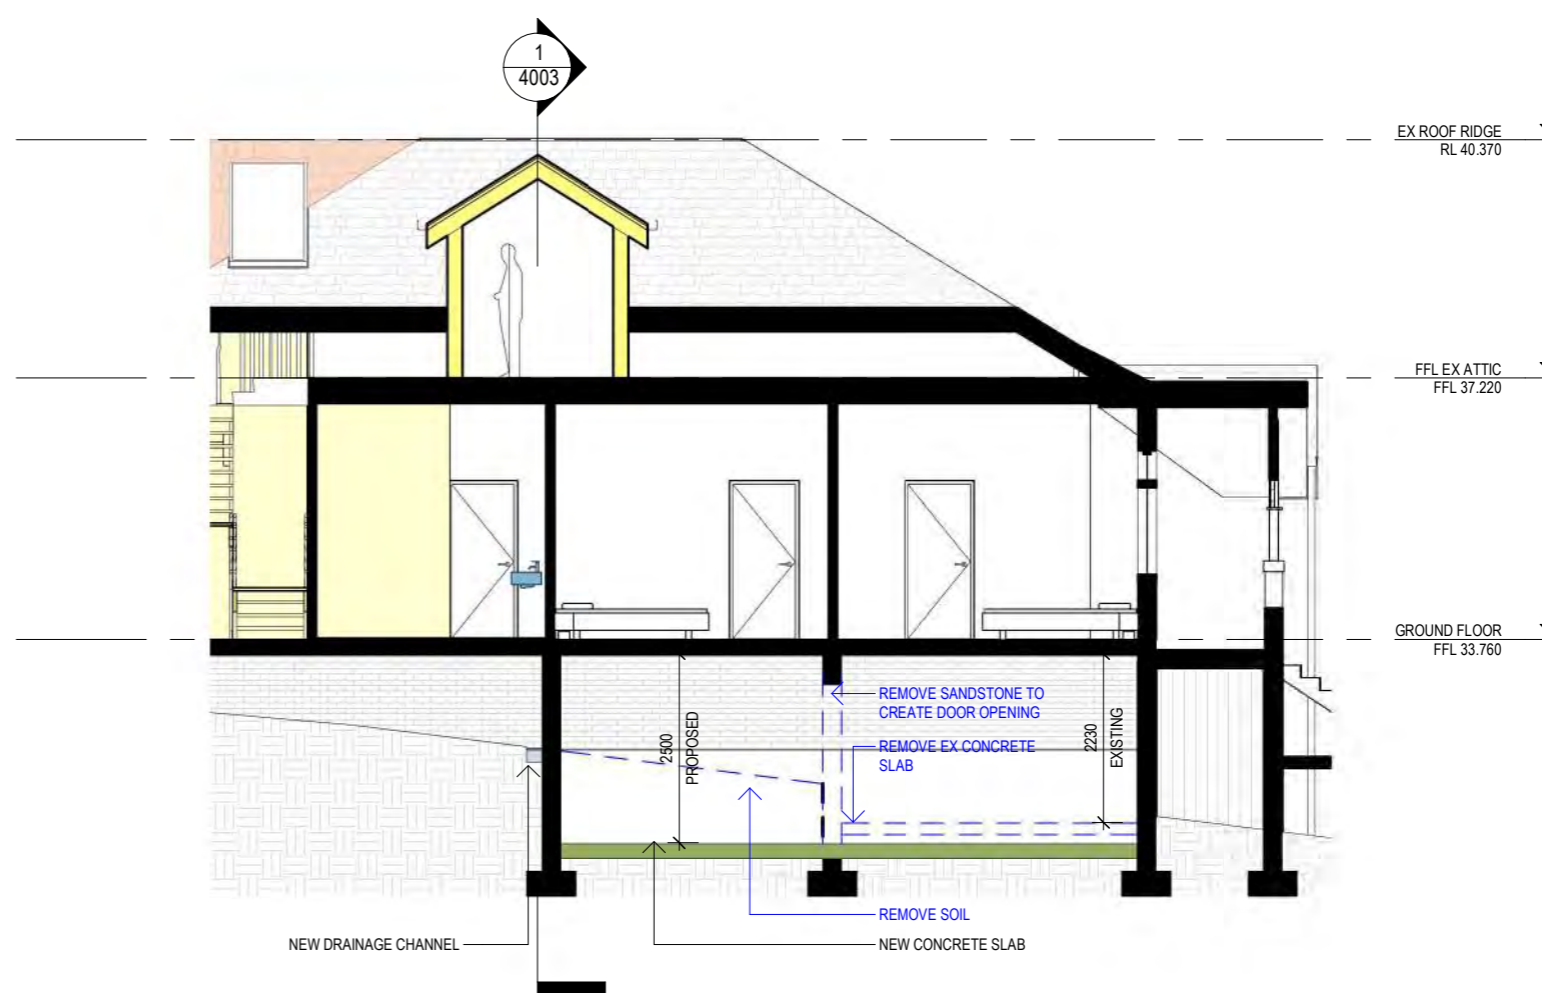 1
4003
EX ROOF RIDGE
RL 40.370
FFL EX ATTIC
FFL 37.220
GROUND FLOOR
FFL 33.760
REMOVE SANDSTONE TO
CREATE DOOR OPENING
2500
PROPOSED
2230
EXISTING
REMOVE EX CONCRETE
SLAB
REMOVE SOIL
NEW DRAINAGE CHANNEL
NEW CONCRETE SLAB